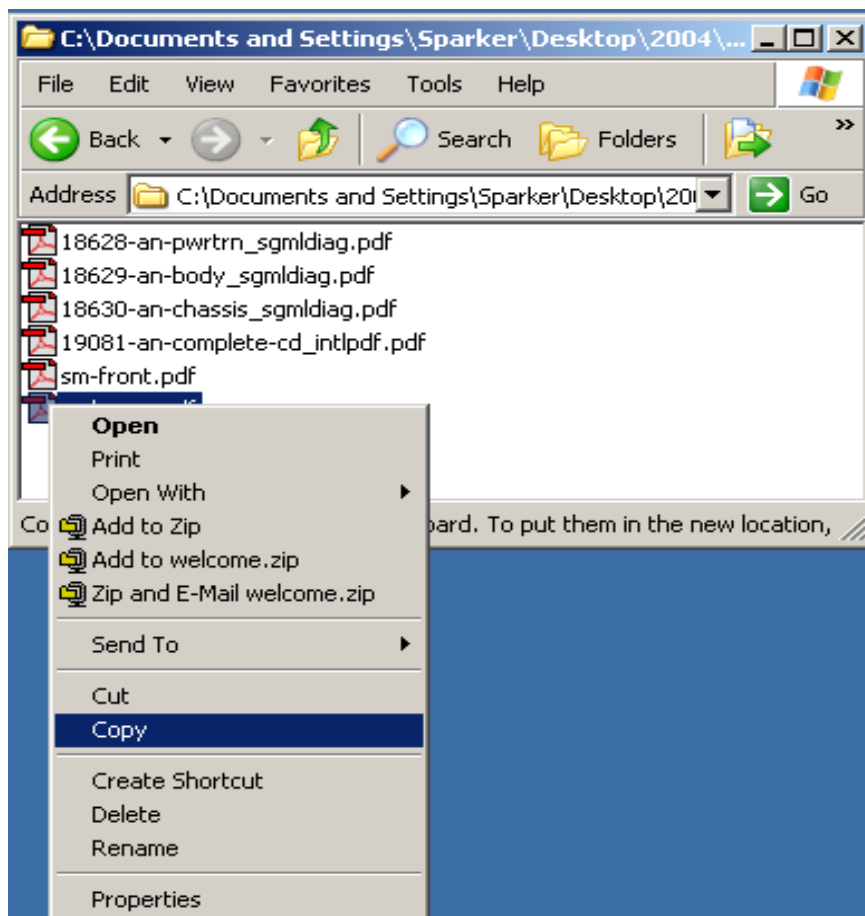 C:\Documents and Settings\Sparker\Desktop\2004\...
File Edit View Favorites Tools Help
Back Search Folders »
Address C:\Documents and Settings\Sparker\Desktop\20 Go
18628-an-pwrtrn_sgmldiag.pdf
18629-an-body_sgmldiag.pdf
18630-an-chassis_sgmldiag.pdf
19081-an-complete-cd_intlpdf.pdf
sm-front.pdf
Open
Print
Open With
Co
Add to Zip
ard. To put them in the new location,
Add to welcome.zip
Zip and E-Mail welcome.zip
Send To
Cut
Copy
Create Shortcut
Delete
Rename
Properties